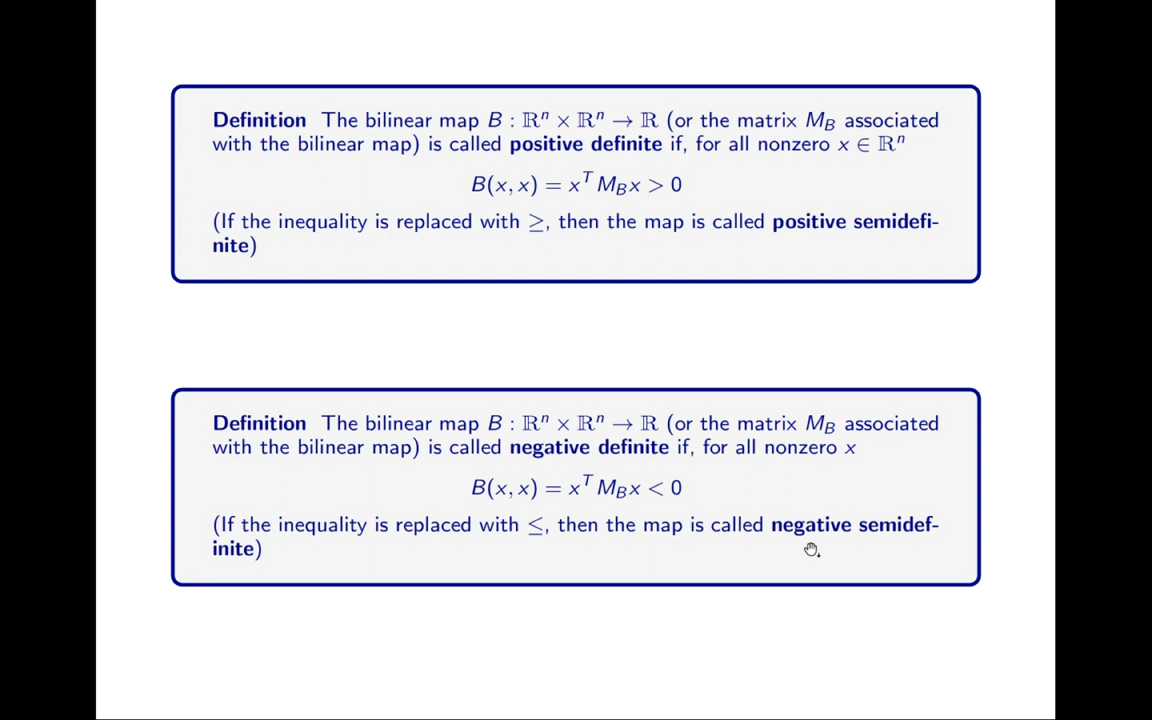 Definition The bilinear map B : ℝⁿ × ℝⁿ → ℝ (or the matrix M_B associated
with the bilinear map) is called positive definite if, for all nonzero x ∈ ℝⁿ
B(x, x) = xᵀ M_B x > 0
(If the inequality is replaced with ≥, then the map is called positive semidefi-
nite)
Definition The bilinear map B : ℝⁿ × ℝⁿ → ℝ (or the matrix M_B associated
with the bilinear map) is called negative definite if, for all nonzero x
B(x, x) = xᵀ M_B x < 0
(If the inequality is replaced with ≤, then the map is called negative semidef-
inite)